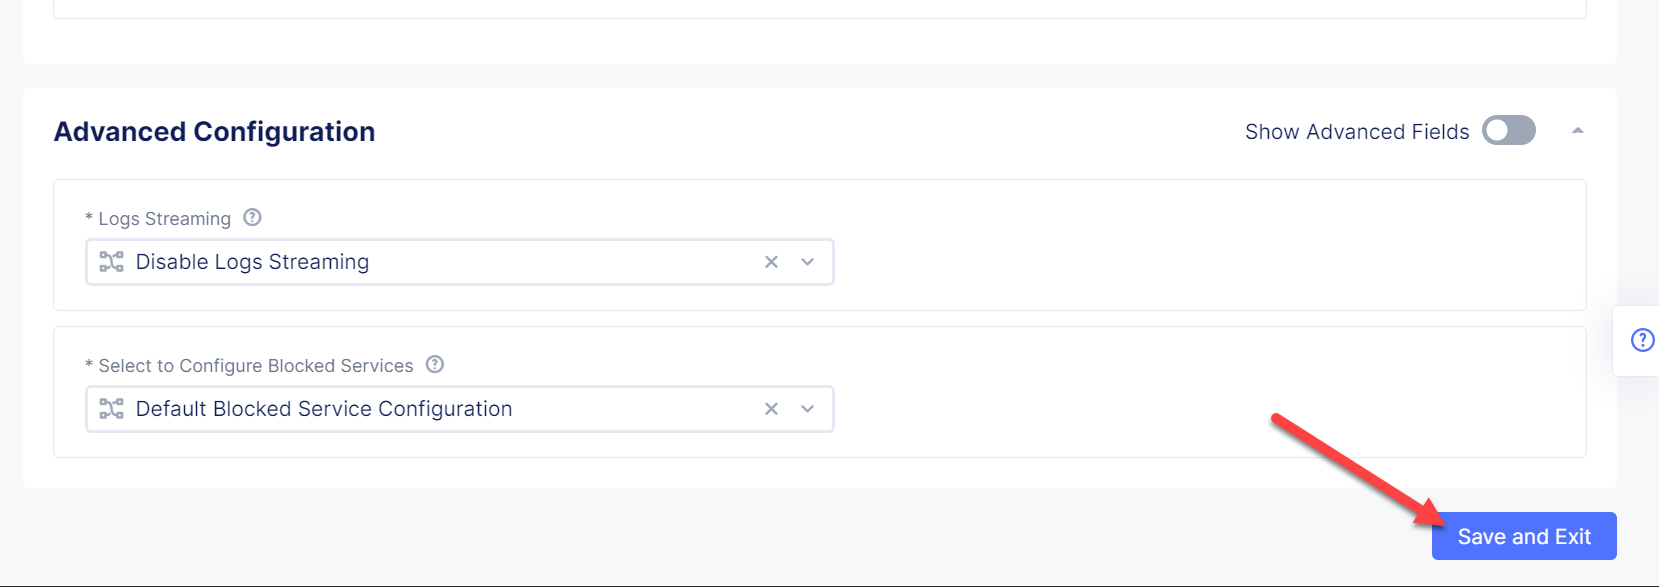 Advanced Configuration
Show Advanced Fields
* Logs Streaming
Disable Logs Streaming
* Select to Configure Blocked Services
Default Blocked Service Configuration
Save and Exit